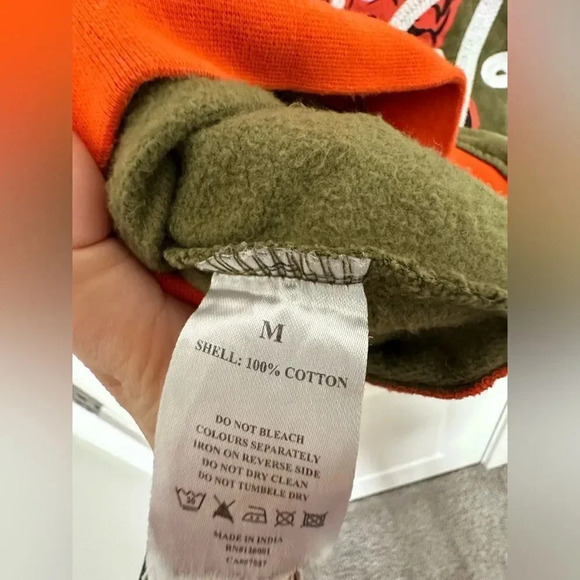 M
SHELL: 100% COTTON
DO NOT BLEACH
COLOURS SEPARATELY
IRON ON REVERSE SIDE
DO NOT DRY CLEAN
DO NOT TUMBLE DRY
30
MADE IN INDIA